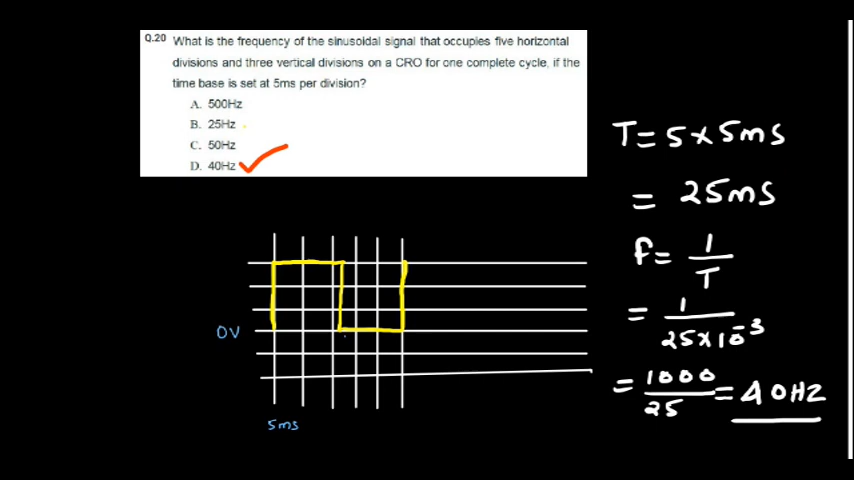 Q.20 What is the frequency of the sinusoidal signal that occupies five horizontal
divisions and three vertical divisions on a CRO for one complete cycle, if the
time base is set at 5ms per division?
A. 500Hz
B. 25Hz
C. 50Hz
D. 40Hz
T = 5 x 5ms
= 25ms
f = 1/T
= 1/25x10⁻³
= 1000/25 = 40HZ
0V
5ms